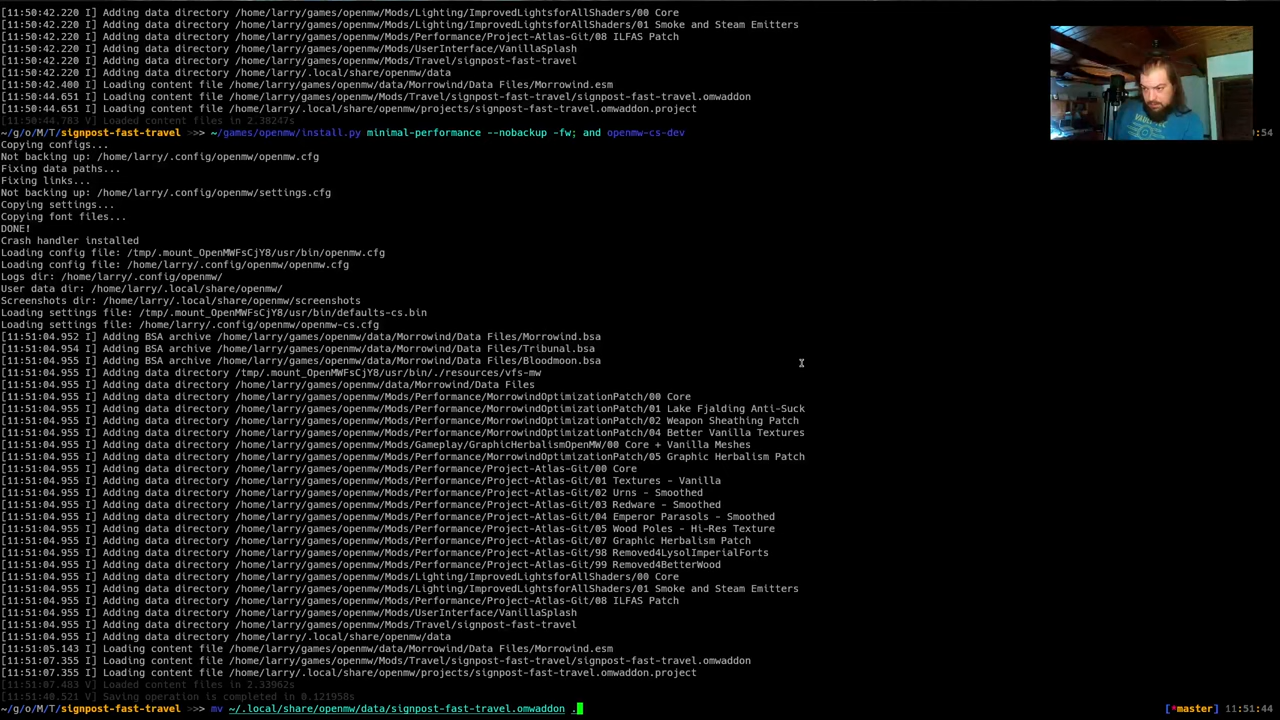 [11:50:42.220 I] Adding data directory /home/larry/games/openmw/Mods/Lighting/ImprovedLightsforAllShaders/00 Core
[11:50:42.220 I] Adding data directory /home/larry/games/openmw/Mods/Lighting/ImprovedLightsforAllShaders/01 Smoke and Steam Emitters
[11:50:42.220 I] Adding data directory /home/larry/games/openmw/Mods/Performance/Project-Atlas-Git/08 ILFAS Patch
[11:50:42.220 I] Adding data directory /home/larry/games/openmw/Mods/UserInterface/VanillaSplash
[11:50:42.220 I] Adding data directory /home/larry/games/openmw/Mods/Travel/signpost-fast-travel
[11:50:42.220 I] Adding data directory /home/larry/.local/share/openmw/data
[11:50:42.400 I] Loading content file /home/larry/games/openmw/data/Morrowind/Data Files/Morrowind.esm
[11:50:44.651 I] Loading content file /home/larry/games/openmw/Mods/Travel/signpost-fast-travel/signpost-fast-travel.omwaddon
[11:50:44.651 I] Loading content file /home/larry/.local/share/openmw/projects/signpost-fast-travel.omwaddon.project
[11:50:44.783 V] Loaded content files in 2.38247s
~/g/o/M/T/signpost-fast-travel >>> ~/games/openmw/install.py minimal-performance --nobackup -fw; and openmw-cs-dev :54
Copying configs...
Not backing up: /home/larry/.config/openmw/openmw.cfg
Fixing data paths...
Fixing links...
Not backing up: /home/larry/.config/openmw/settings.cfg
Copying settings...
Copying font files...
DONE!
Crash handler installed
Loading config file: /tmp/.mount_OpenMWFsCjY8/usr/bin/openmw.cfg
Loading config file: /home/larry/.config/openmw/openmw.cfg
Logs dir: /home/larry/.config/openmw/
User data dir: /home/larry/.local/share/openmw/
Screenshots dir: /home/larry/.local/share/openmw/screenshots
Loading settings file: /tmp/.mount_OpenMWFsCjY8/usr/bin/defaults-cs.bin
Loading settings file: /home/larry/.config/openmw/openmw-cs.cfg
[11:51:04.952 I] Adding BSA archive /home/larry/games/openmw/data/Morrowind/Data Files/Morrowind.bsa
[11:51:04.954 I] Adding BSA archive /home/larry/games/openmw/data/Morrowind/Data Files/Tribunal.bsa
[11:51:04.955 I] Adding BSA archive /home/larry/games/openmw/data/Morrowind/Data Files/Bloodmoon.bsa
[11:51:04.955 I] Adding data directory /tmp/.mount_OpenMWFsCjY8/usr/bin/./resources/vfs-mw
[11:51:04.955 I] Adding data directory /home/larry/games/openmw/data/Morrowind/Data Files
[11:51:04.955 I] Adding data directory /home/larry/games/openmw/Mods/Performance/MorrowindOptimizationPatch/00 Core
[11:51:04.955 I] Adding data directory /home/larry/games/openmw/Mods/Performance/MorrowindOptimizationPatch/01 Lake Fjalding Anti-Suck
[11:51:04.955 I] Adding data directory /home/larry/games/openmw/Mods/Performance/MorrowindOptimizationPatch/02 Weapon Sheathing Patch
[11:51:04.955 I] Adding data directory /home/larry/games/openmw/Mods/Performance/MorrowindOptimizationPatch/04 Better Vanilla Textures
[11:51:04.955 I] Adding data directory /home/larry/games/openmw/Mods/Gameplay/GraphicHerbalismOpenMW/00 Core + Vanilla Meshes
[11:51:04.955 I] Adding data directory /home/larry/games/openmw/Mods/Performance/MorrowindOptimizationPatch/05 Graphic Herbalism Patch
[11:51:04.955 I] Adding data directory /home/larry/games/openmw/Mods/Performance/Project-Atlas-Git/00 Core
[11:51:04.955 I] Adding data directory /home/larry/games/openmw/Mods/Performance/Project-Atlas-Git/01 Textures - Vanilla
[11:51:04.955 I] Adding data directory /home/larry/games/openmw/Mods/Performance/Project-Atlas-Git/02 Urns - Smoothed
[11:51:04.955 I] Adding data directory /home/larry/games/openmw/Mods/Performance/Project-Atlas-Git/03 Redware - Smoothed
[11:51:04.955 I] Adding data directory /home/larry/games/openmw/Mods/Performance/Project-Atlas-Git/04 Emperor Parasols - Smoothed
[11:51:04.955 I] Adding data directory /home/larry/games/openmw/Mods/Performance/Project-Atlas-Git/05 Wood Poles - Hi-Res Texture
[11:51:04.955 I] Adding data directory /home/larry/games/openmw/Mods/Performance/Project-Atlas-Git/07 Graphic Herbalism Patch
[11:51:04.955 I] Adding data directory /home/larry/games/openmw/Mods/Performance/Project-Atlas-Git/98 Removed4LysolImperialForts
[11:51:04.955 I] Adding data directory /home/larry/games/openmw/Mods/Performance/Project-Atlas-Git/99 Removed4BetterWood
[11:51:04.955 I] Adding data directory /home/larry/games/openmw/Mods/Lighting/ImprovedLightsforAllShaders/00 Core
[11:51:04.955 I] Adding data directory /home/larry/games/openmw/Mods/Lighting/ImprovedLightsforAllShaders/01 Smoke and Steam Emitters
[11:51:04.955 I] Adding data directory /home/larry/games/openmw/Mods/Performance/Project-Atlas-Git/08 ILFAS Patch
[11:51:04.955 I] Adding data directory /home/larry/games/openmw/Mods/UserInterface/VanillaSplash
[11:51:04.955 I] Adding data directory /home/larry/games/openmw/Mods/Travel/signpost-fast-travel
[11:51:04.955 I] Adding data directory /home/larry/.local/share/openmw/data
[11:51:05.143 I] Loading content file /home/larry/games/openmw/data/Morrowind/Data Files/Morrowind.esm
[11:51:07.355 I] Loading content file /home/larry/games/openmw/Mods/Travel/signpost-fast-travel/signpost-fast-travel.omwaddon
[11:51:07.355 I] Loading content file /home/larry/.local/share/openmw/projects/signpost-fast-travel.omwaddon.project
[11:51:07.483 V] Loaded content files in 2.33962s
[11:51:40.521 V] Saving operation is completed in 0.121958s
~/g/o/M/T/signpost-fast-travel >>> mv ~/.local/share/openmw/data/signpost-fast-travel.omwaddon . [*master] 11:51:44